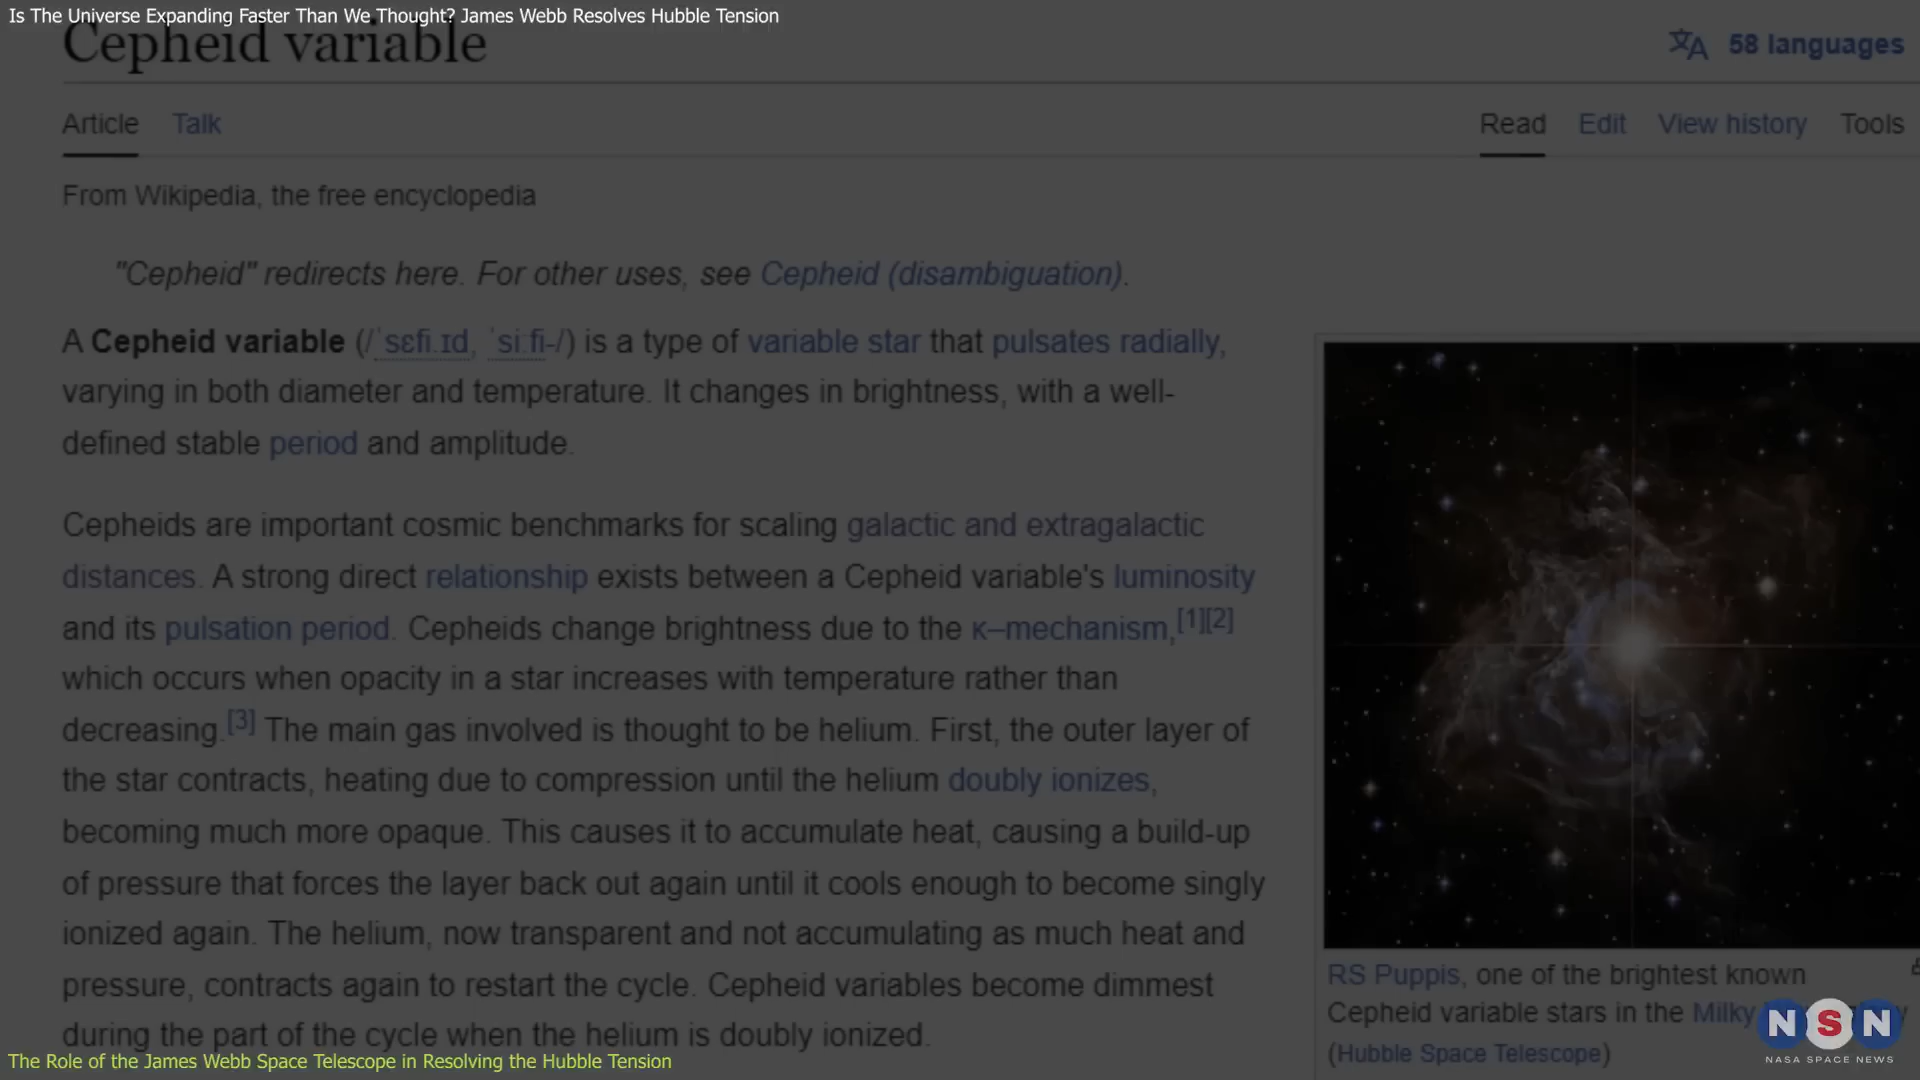 Is The Universe Expanding Faster Than We Thought? James Webb Resolves Hubble Tension
Cepheid variable
58 languages
Article Talk
Read Edit View history Tools
From Wikipedia, the free encyclopedia
"Cepheid" redirects here. For other uses, see Cepheid (disambiguation).
A Cepheid variable (/ˈsɛfi.ɪd, ˈsiːfi-/) is a type of variable star that pulsates radially,
varying in both diameter and temperature. It changes in brightness, with a well-
defined stable period and amplitude.
Cepheids are important cosmic benchmarks for scaling galactic and extragalactic
distances. A strong direct relationship exists between a Cepheid variable's luminosity
and its pulsation period. Cepheids change brightness due to the κ–mechanism,[1][2]
which occurs when opacity in a star increases with temperature rather than
decreasing.[3] The main gas involved is thought to be helium. First, the outer layer of
the star contracts, heating due to compression until the helium doubly ionizes,
becoming much more opaque. This causes it to accumulate heat, causing a build-up
of pressure that forces the layer back out again until it cools enough to become singly
ionized again. The helium, now transparent and not accumulating as much heat and
pressure, contracts again to restart the cycle. Cepheid variables become dimmest
during the part of the cycle when the helium is doubly ionized.
RS Puppis, one of the brightest known
Cepheid variable stars in the Milky
(Hubble Space Telescope)
NSN
NASA SPACE NEWS
The Role of the James Webb Space Telescope in Resolving the Hubble Tension